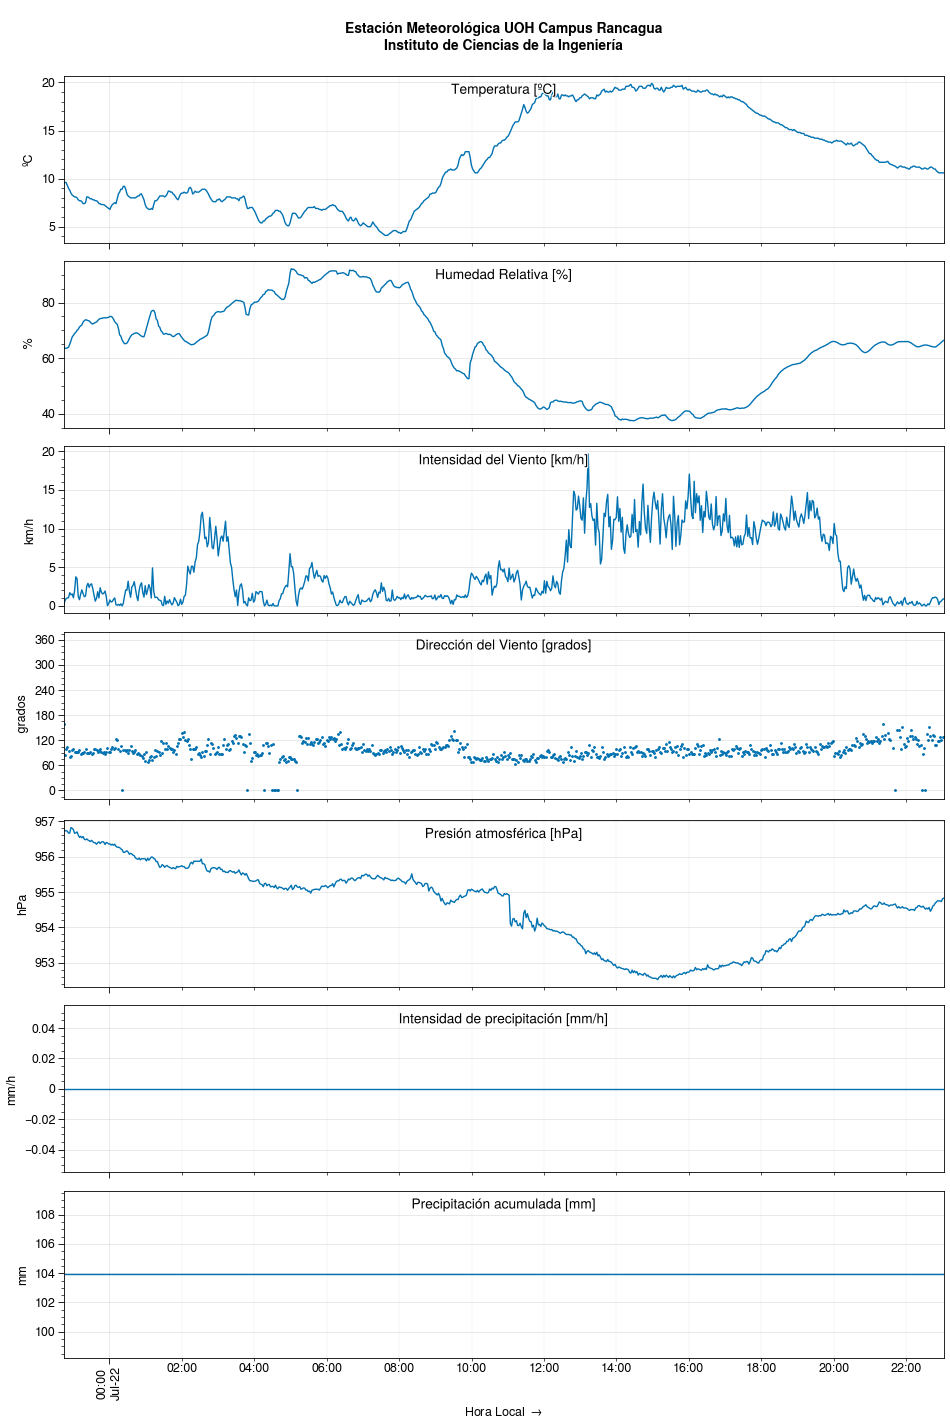 Estación Meteorológica UOH Campus Rancagua
Instituto de Ciencias de la Ingeniería
Temperatura [ºC]
ºC
20
15
10
5
Humedad Relativa [%]
%
80
60
40
Intensidad del Viento [km/h]
km/h
20
15
10
5
0
Dirección del Viento [grados]
grados
360
300
240
180
120
60
0
Presión atmosférica [hPa]
hPa
957
956
955
954
953
Intensidad de precipitación [mm/h]
mm/h
0.04
0.02
0
−0.02
−0.04
Precipitación acumulada [mm]
mm
108
106
104
102
100
00:00
Jul-22
02:00
04:00
06:00
08:00
10:00
12:00
14:00
16:00
18:00
20:00
22:00
Hora Local →